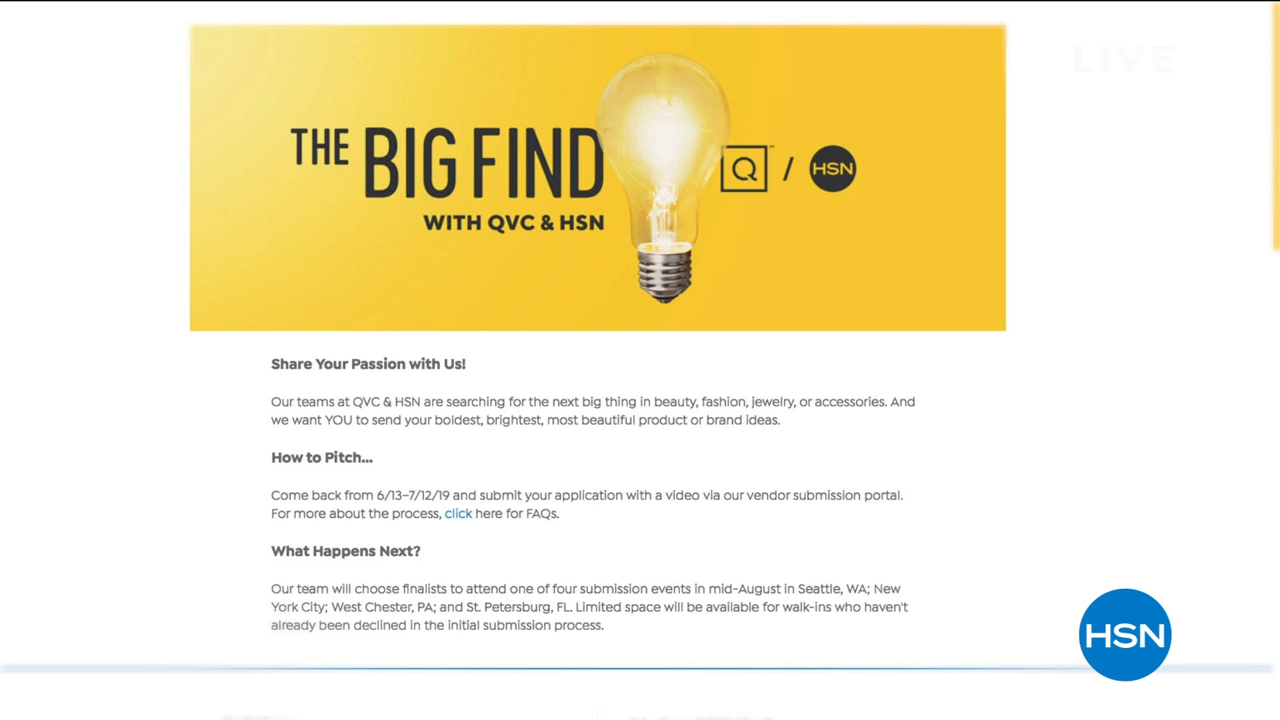 LIVE
THE BIG FIND
WITH QVC & HSN
Q / HSN
Share Your Passion with Us!
Our teams at QVC & HSN are searching for the next big thing in beauty, fashion, jewelry, or accessories. And
we want YOU to send your boldest, brightest, most beautiful product or brand ideas.
How to Pitch...
Come back from 6/13–7/12/19 and submit your application with a video via our vendor submission portal.
For more about the process, click here for FAQs.
What Happens Next?
Our team will choose finalists to attend one of four submission events in mid-August in Seattle, WA; New
York City; West Chester, PA; and St. Petersburg, FL. Limited space will be available for walk-ins who haven't
already been declined in the initial submission process.
HSN